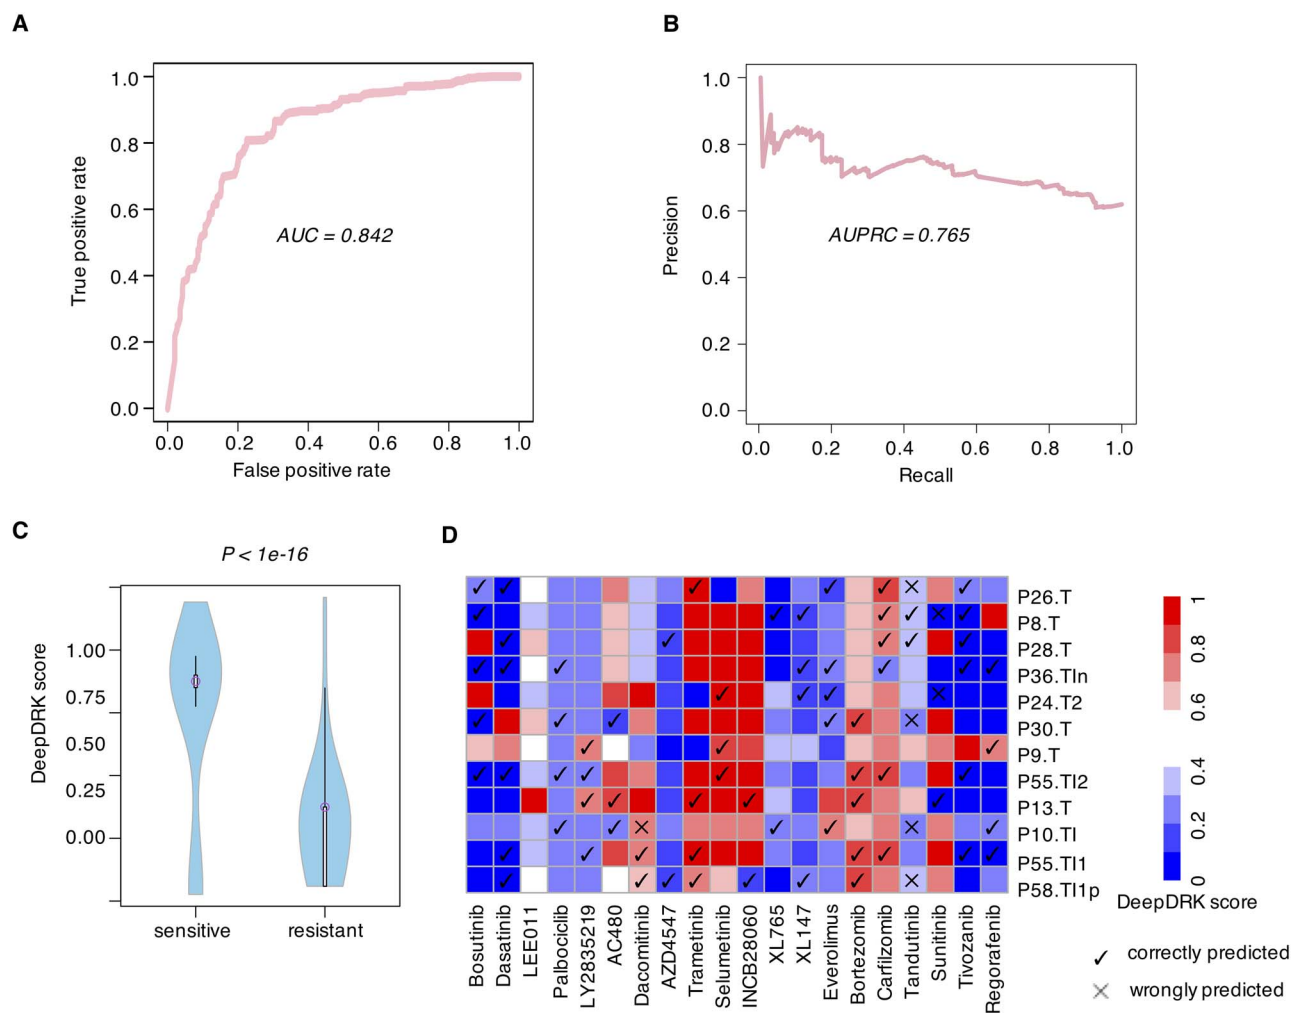 A
1.0
0.8
0.6
0.4
0.2
0.0
True positive rate
AUC = 0.842
0.0 0.2 0.4 0.6 0.8 1.0
False positive rate
B
1.0
0.8
0.6
0.4
0.2
0.0
Precision
AUPRC = 0.765
0.0 0.2 0.4 0.6 0.8 1.0
Recall
C
P < 1e-16
DeepDRK score
1.00
0.75
0.50
0.25
0.00
sensitive resistant
D
P26.T
P8.T
P28.T
P36.TIn
P24.T2
P30.T
P9.T
P55.TI2
P13.T
P10.TI
P55.TI1
P58.TI1p
Bosutinib
Dasatinib
LEE011
Palbociclib
LY2835219
AC480
Dacomitinib
AZD4547
Trametinib
Selumetinib
INCB28060
XL765
XL147
Everolimus
Bortezomib
Carfilzomib
Tandutinib
Sunitinib
Tivozanib
Regorafenib
1
0.8
0.6
0.4
0.2
0
DeepDRK score
✓ correctly predicted
✕ wrongly predicted